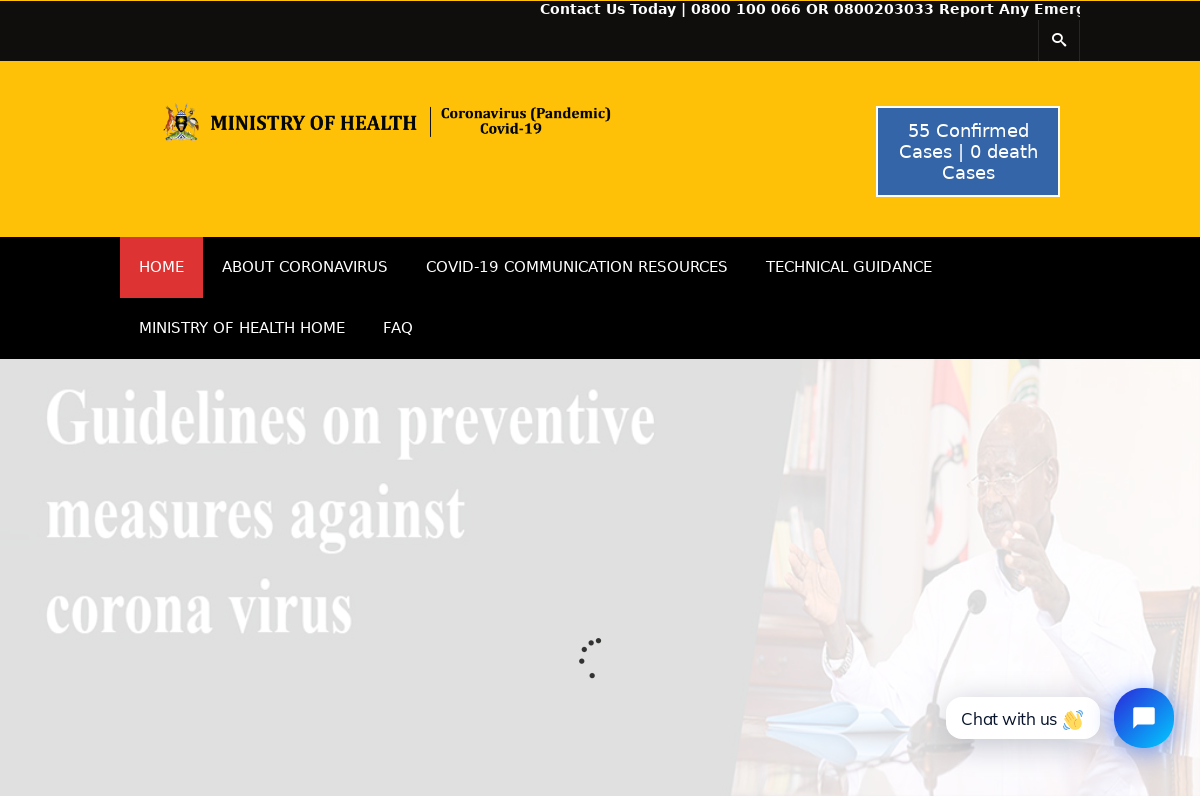 Contact Us Today | 0800 100 066 OR 0800203033 Report Any Emerg
MINISTRY OF HEALTH
Coronavirus (Pandemic)
Covid-19
55 Confirmed
Cases | 0 death
Cases
HOME
ABOUT CORONAVIRUS
COVID-19 COMMUNICATION RESOURCES
TECHNICAL GUIDANCE
MINISTRY OF HEALTH HOME
FAQ
Guidelines on preventive
measures against
corona virus
Chat with us 👋